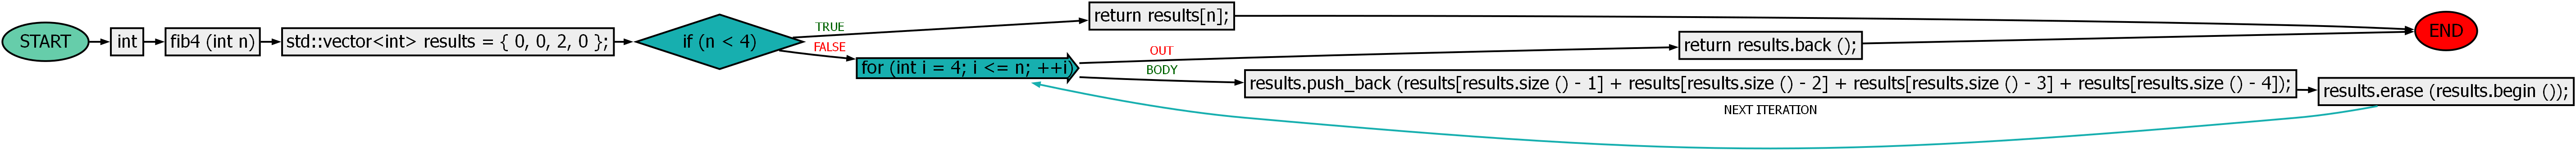 START
int
fib4 (int n)
std::vector<int> results = { 0, 0, 2, 0 };
if (n < 4)
TRUE
return results[n];
FALSE
for (int i = 4; i <= n; ++i)
OUT
return results.back ();
BODY
results.push_back (results[results.size () - 1] + results[results.size () - 2] + results[results.size () - 3] + results[results.size () - 4]);
results.erase (results.begin ());
NEXT ITERATION
END